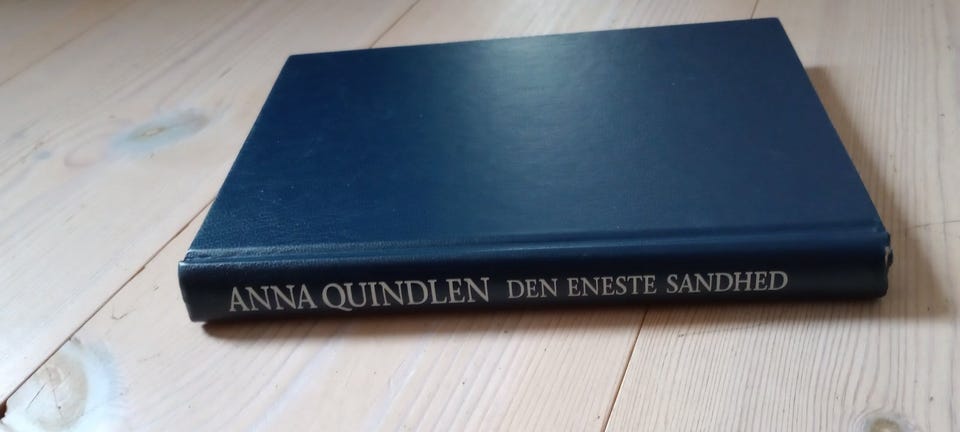 ANNA QUINDLEN DEN ENESTE SANDHED